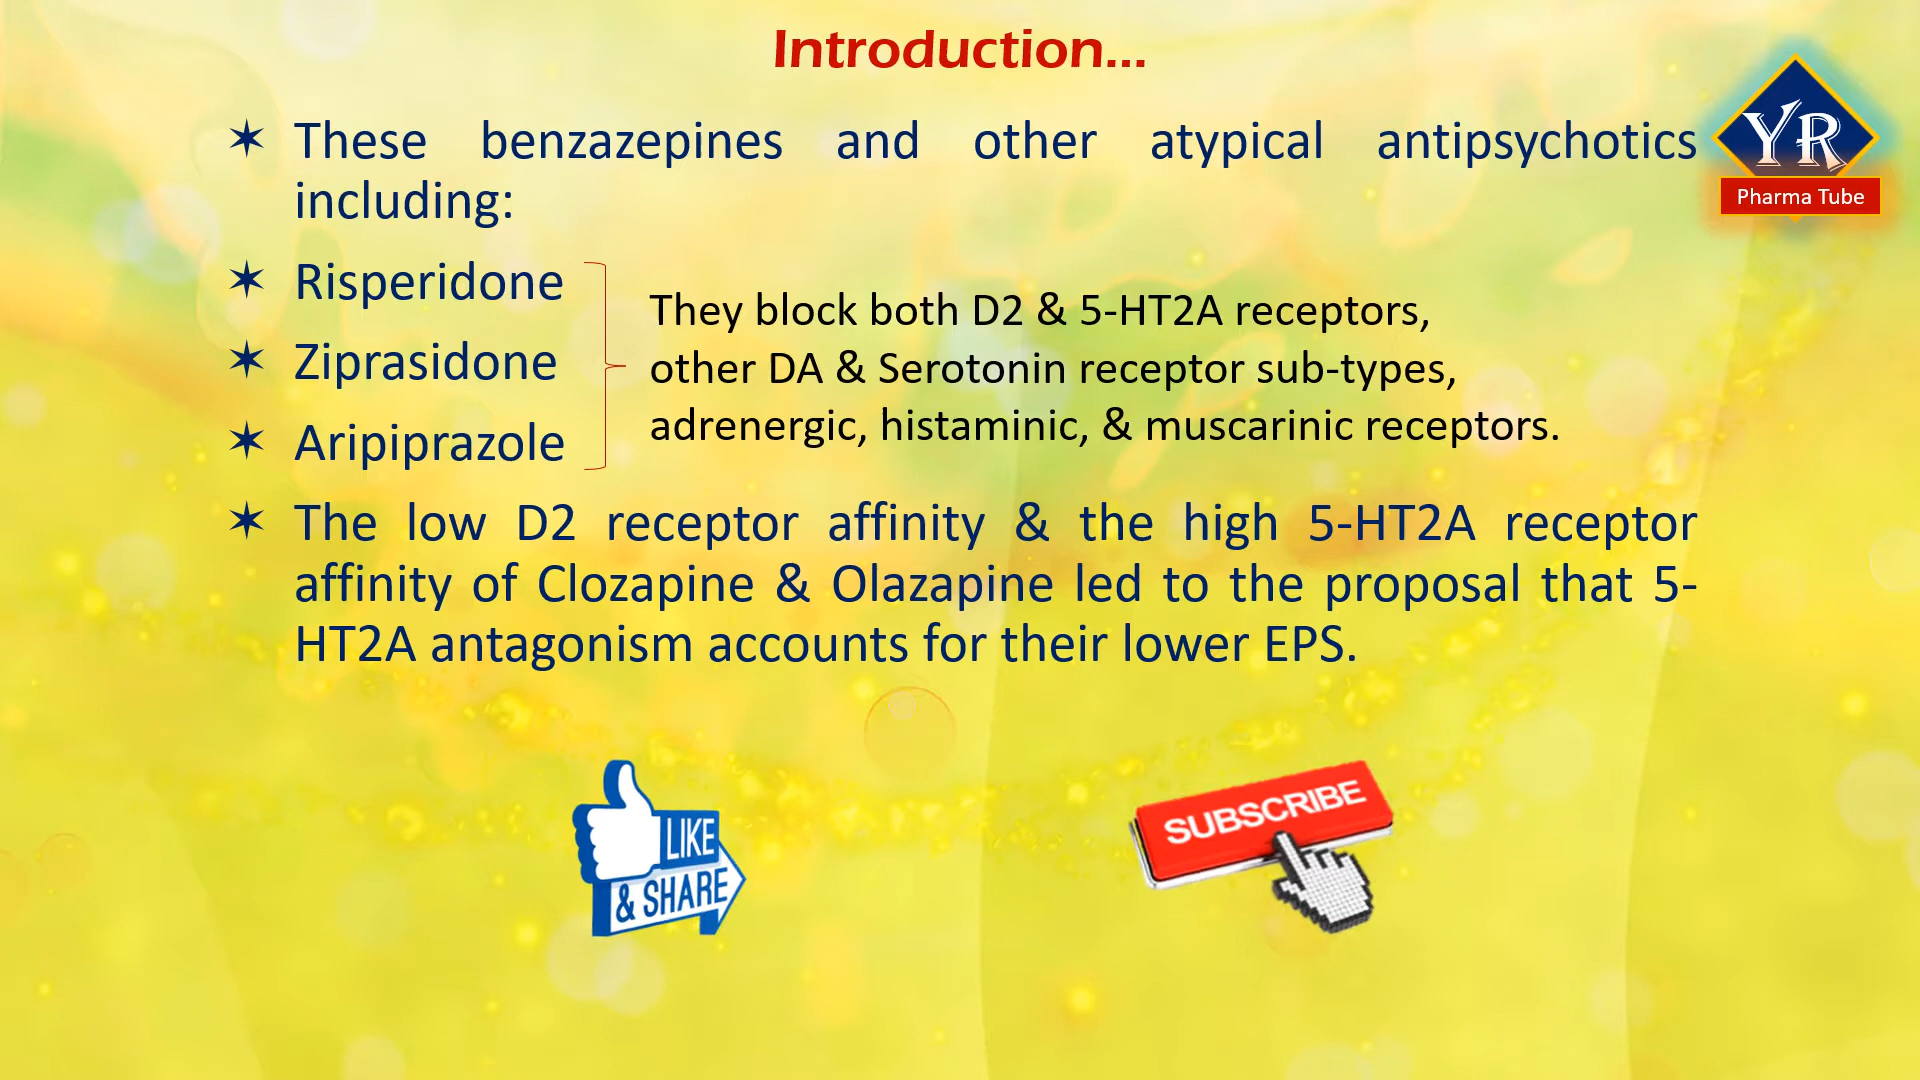 Introduction...
✶ These benzazepines and other atypical antipsychotics
including:
✶ Risperidone
✶ Ziprasidone
✶ Aripiprazole
They block both D2 & 5-HT2A receptors,
other DA & Serotonin receptor sub-types,
adrenergic, histaminic, & muscarinic receptors.
✶ The low D2 receptor affinity & the high 5-HT2A receptor
affinity of Clozapine & Olazapine led to the proposal that 5-
HT2A antagonism accounts for their lower EPS.
YR
Pharma Tube
LIKE
& SHARE
SUBSCRIBE